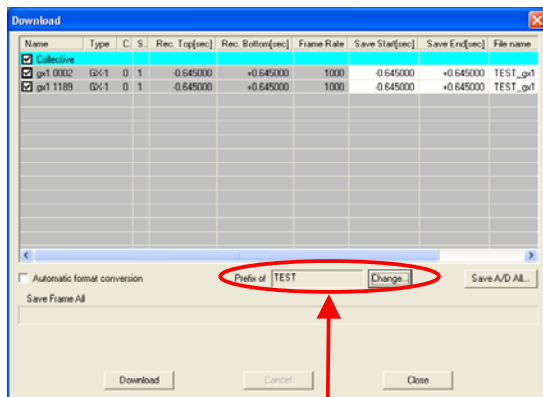 Download
Name Type C. S. Rec. Top[sec] Rec. Bottom[sec] Frame Rate Save Start[sec] Save End[sec] File name
Collective
gx1 0002 GX-1 0 1 -0.645000 +0.645000 1000 -0.645000 +0.645000 TEST_gx1
gx1 1189 GX-1 0 1 -0.645000 +0.645000 1000 -0.645000 +0.645000 TEST_gx1
Automatic format conversion Prefix of TEST Change... Save A/D All...
Save Frame All
Download Cancel Close